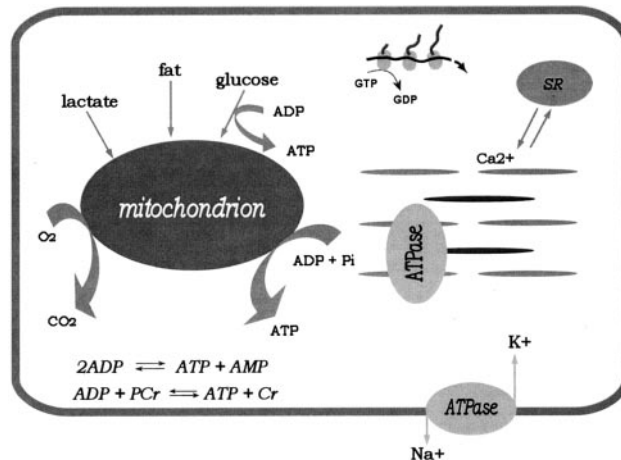 fat
glucose
lactate
ADP
ATP
GTP
GDP
SR
Ca2+
mitochondrion
O2
CO2
ADP + Pi
ATP
ATPase
2ADP ⇌ ATP + AMP
ADP + PCr ⇌ ATP + Cr
K+
ATPase
Na+